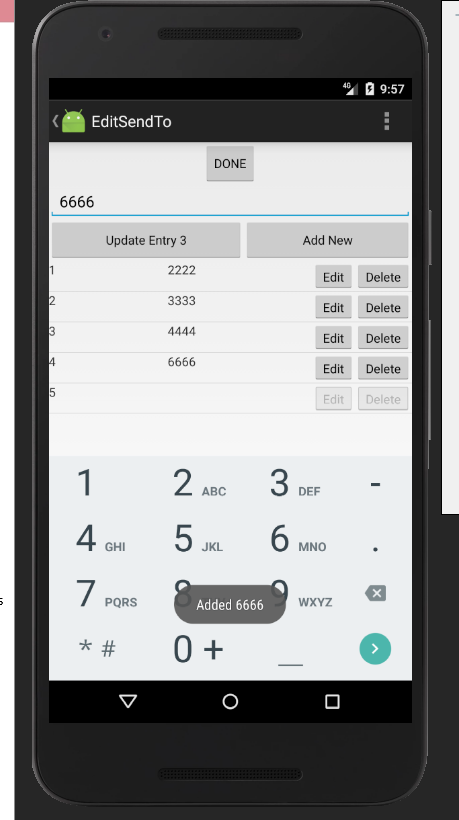 4G 9:57
EditSendTo
DONE
6666
Update Entry 3 Add New
1 2222 Edit Delete
2 3333 Edit Delete
3 4444 Edit Delete
4 6666 Edit Delete
5 Edit Delete
1 2 ABC 3 DEF -
4 GHI 5 JKL 6 MNO .
7 PQRS 8 9 WXYZ
Added 6666
* # 0 + _
s